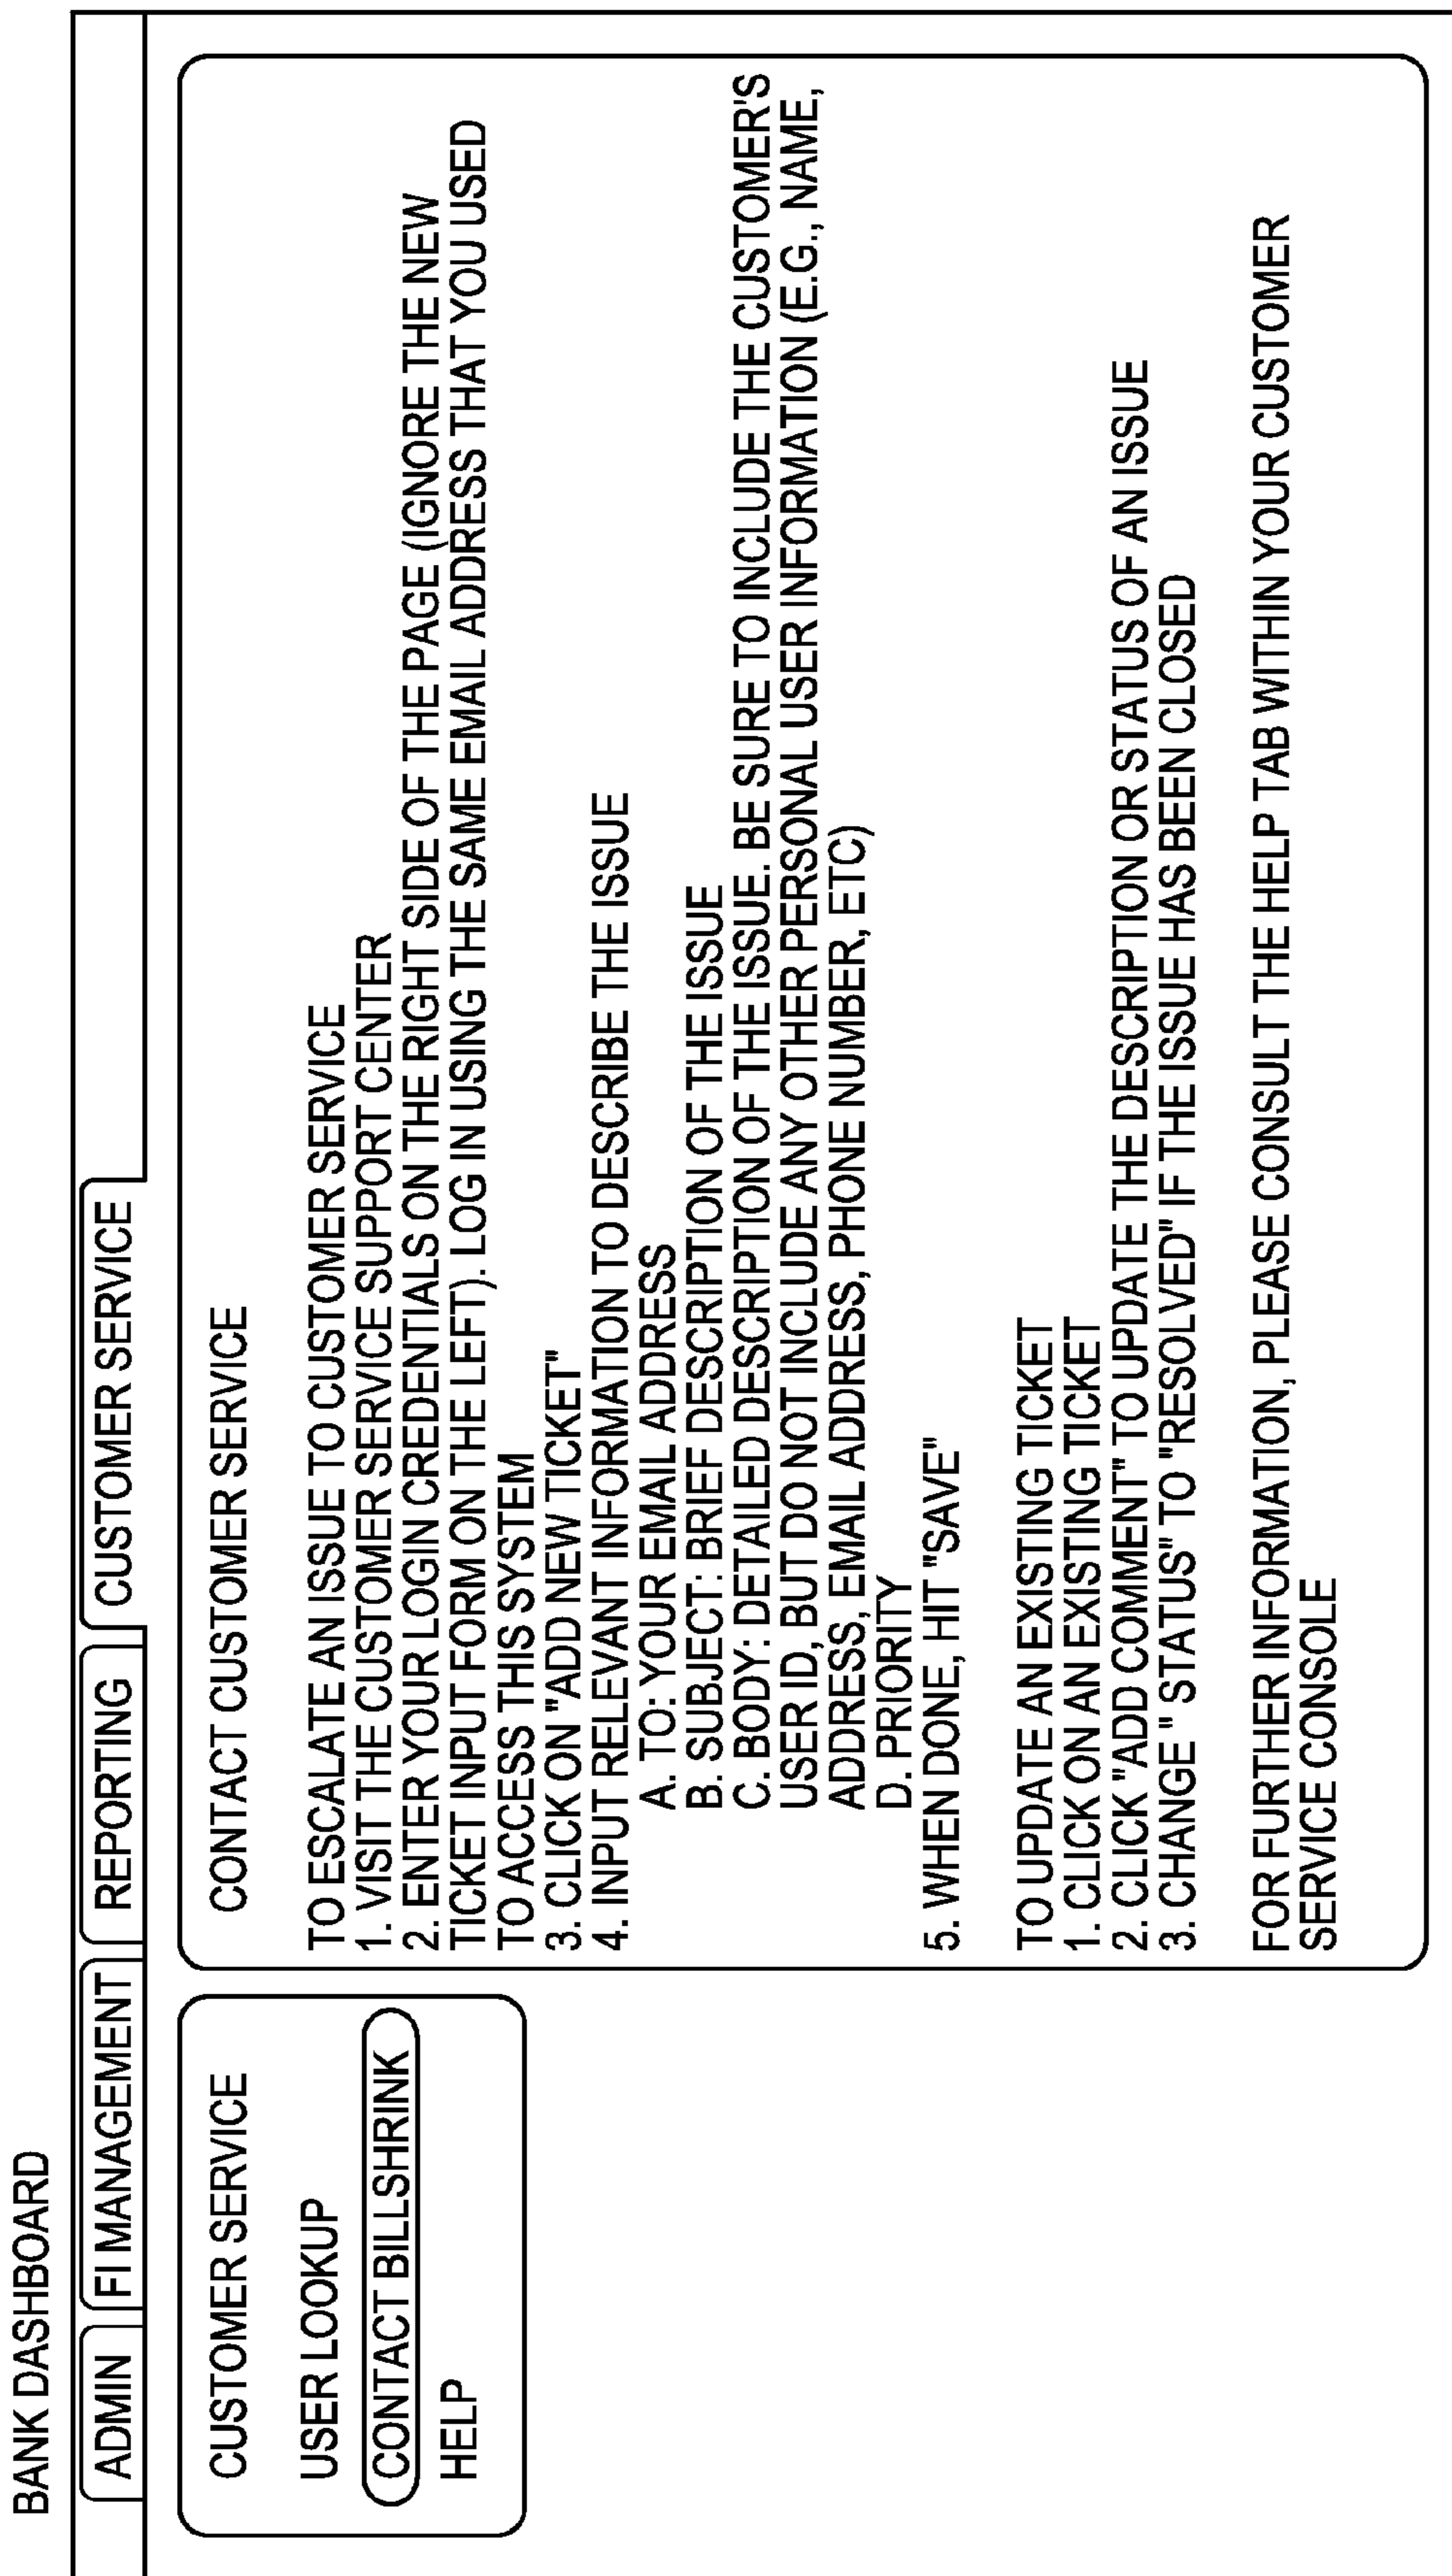 BANK DASHBOARD
ADMIN
FI MANAGEMENT
REPORTING
CUSTOMER SERVICE
CUSTOMER SERVICE
USER LOOKUP
CONTACT BILLSHRINK
HELP
CONTACT CUSTOMER SERVICE
TO ESCALATE AN ISSUE TO CUSTOMER SERVICE
1. VISIT THE CUSTOMER SERVICE SUPPORT CENTER
2. ENTER YOUR LOGIN CREDENTIALS ON THE RIGHT SIDE OF THE PAGE (IGNORE THE NEW
TICKET INPUT FORM ON THE LEFT). LOG IN USING THE SAME EMAIL ADDRESS THAT YOU USED
TO ACCESS THIS SYSTEM
3. CLICK ON "ADD NEW TICKET"
4. INPUT RELEVANT INFORMATION TO DESCRIBE THE ISSUE
A. TO: YOUR EMAIL ADDRESS
B. SUBJECT: BRIEF DESCRIPTION OF THE ISSUE
C. BODY: DETAILED DESCRIPTION OF THE ISSUE. BE SURE TO INCLUDE THE CUSTOMER'S
USER ID, BUT DO NOT INCLUDE ANY OTHER PERSONAL USER INFORMATION (E.G., NAME,
ADDRESS, EMAIL ADDRESS, PHONE NUMBER, ETC)
D. PRIORITY
5. WHEN DONE, HIT "SAVE"
TO UPDATE AN EXISTING TICKET
1. CLICK ON AN EXISTING TICKET
2. CLICK "ADD COMMENT" TO UPDATE THE DESCRIPTION OR STATUS OF AN ISSUE
3. CHANGE " STATUS" TO "RESOLVED" IF THE ISSUE HAS BEEN CLOSED
FOR FURTHER INFORMATION, PLEASE CONSULT THE HELP TAB WITHIN YOUR CUSTOMER
SERVICE CONSOLE